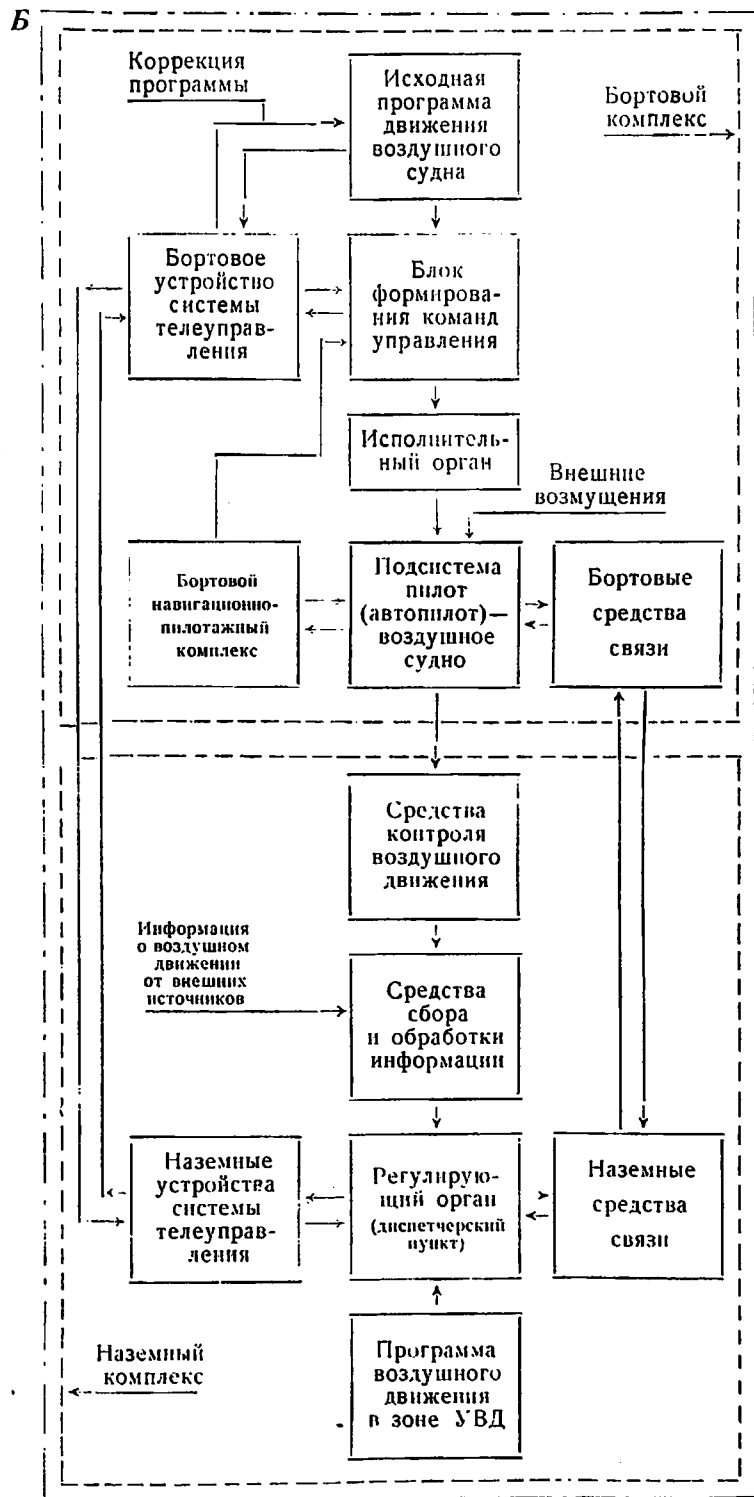 Б
Коррекция
программы
Исходная
программа
движения
воздушного
судна
Бортовой
комплекс
Бортовое
устройство
системы
телеуправ-
ления
Блок
формирова-
ния команд
управления
Исполнитель-
ный орган
Внешние
возмущения
Бортовой
навигационно-
пилотажный
комплекс
Подсистема
пилот
(автопилот)—
воздушное
судно
Бортовые
средства
связи
Средства
контроля
воздушного
движения
Информация
о воздушном
движении
от внешних
источников
Средства
сбора
и обработки
информации
Наземные
устройства
системы
телеуправ-
ления
Регулирую-
щий орган
(диспетчерский
пункт)
Наземные
средства
связи
Наземный
комплекс
Программа
воздушного
движения
в зоне УВД